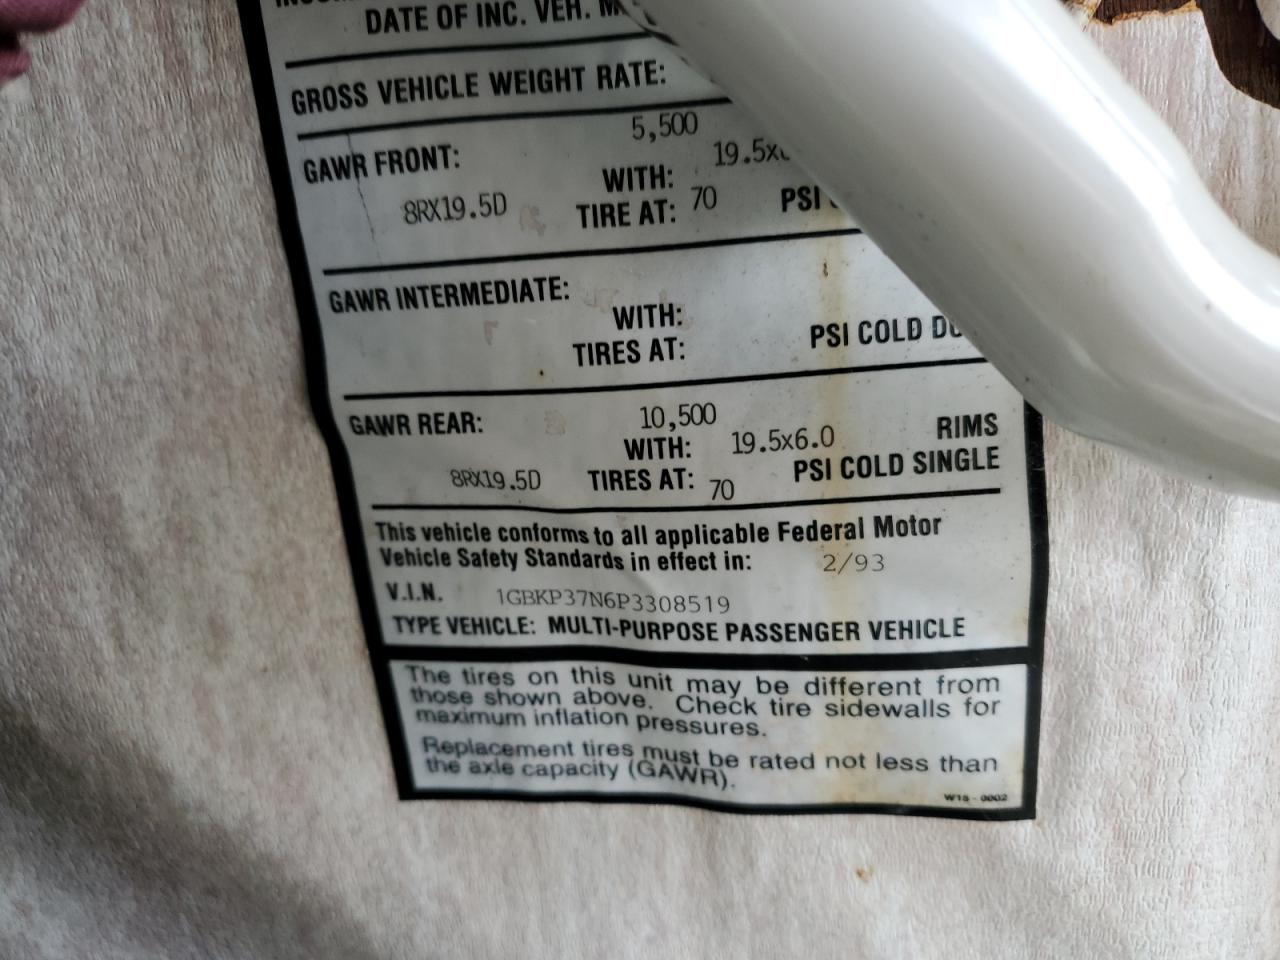 DATE OF INC. VEH.
GROSS VEHICLE WEIGHT RATE:
5,500
GAWR FRONT:
WITH:
8RX19.5D TIRE AT: 70 PSI
GAWR INTERMEDIATE:
WITH:
TIRES AT: PSI COLD
10,500
GAWR REAR:
WITH: 19.5x6.0 RIMS
8RX19.5D TIRES AT: 70 PSI COLD SINGLE
This vehicle conforms to all applicable Federal Motor
Vehicle Safety Standards in effect in: 2/93
V.I.N. 1GBKP37N6P3308519
TYPE VEHICLE: MULTI-PURPOSE PASSENGER VEHICLE
The tires on this unit may be different from
those shown above. Check tire sidewalls for
maximum inflation pressures.
Replacement tires must be rated not less than
the axle capacity (GAWR).
W15 - 0002